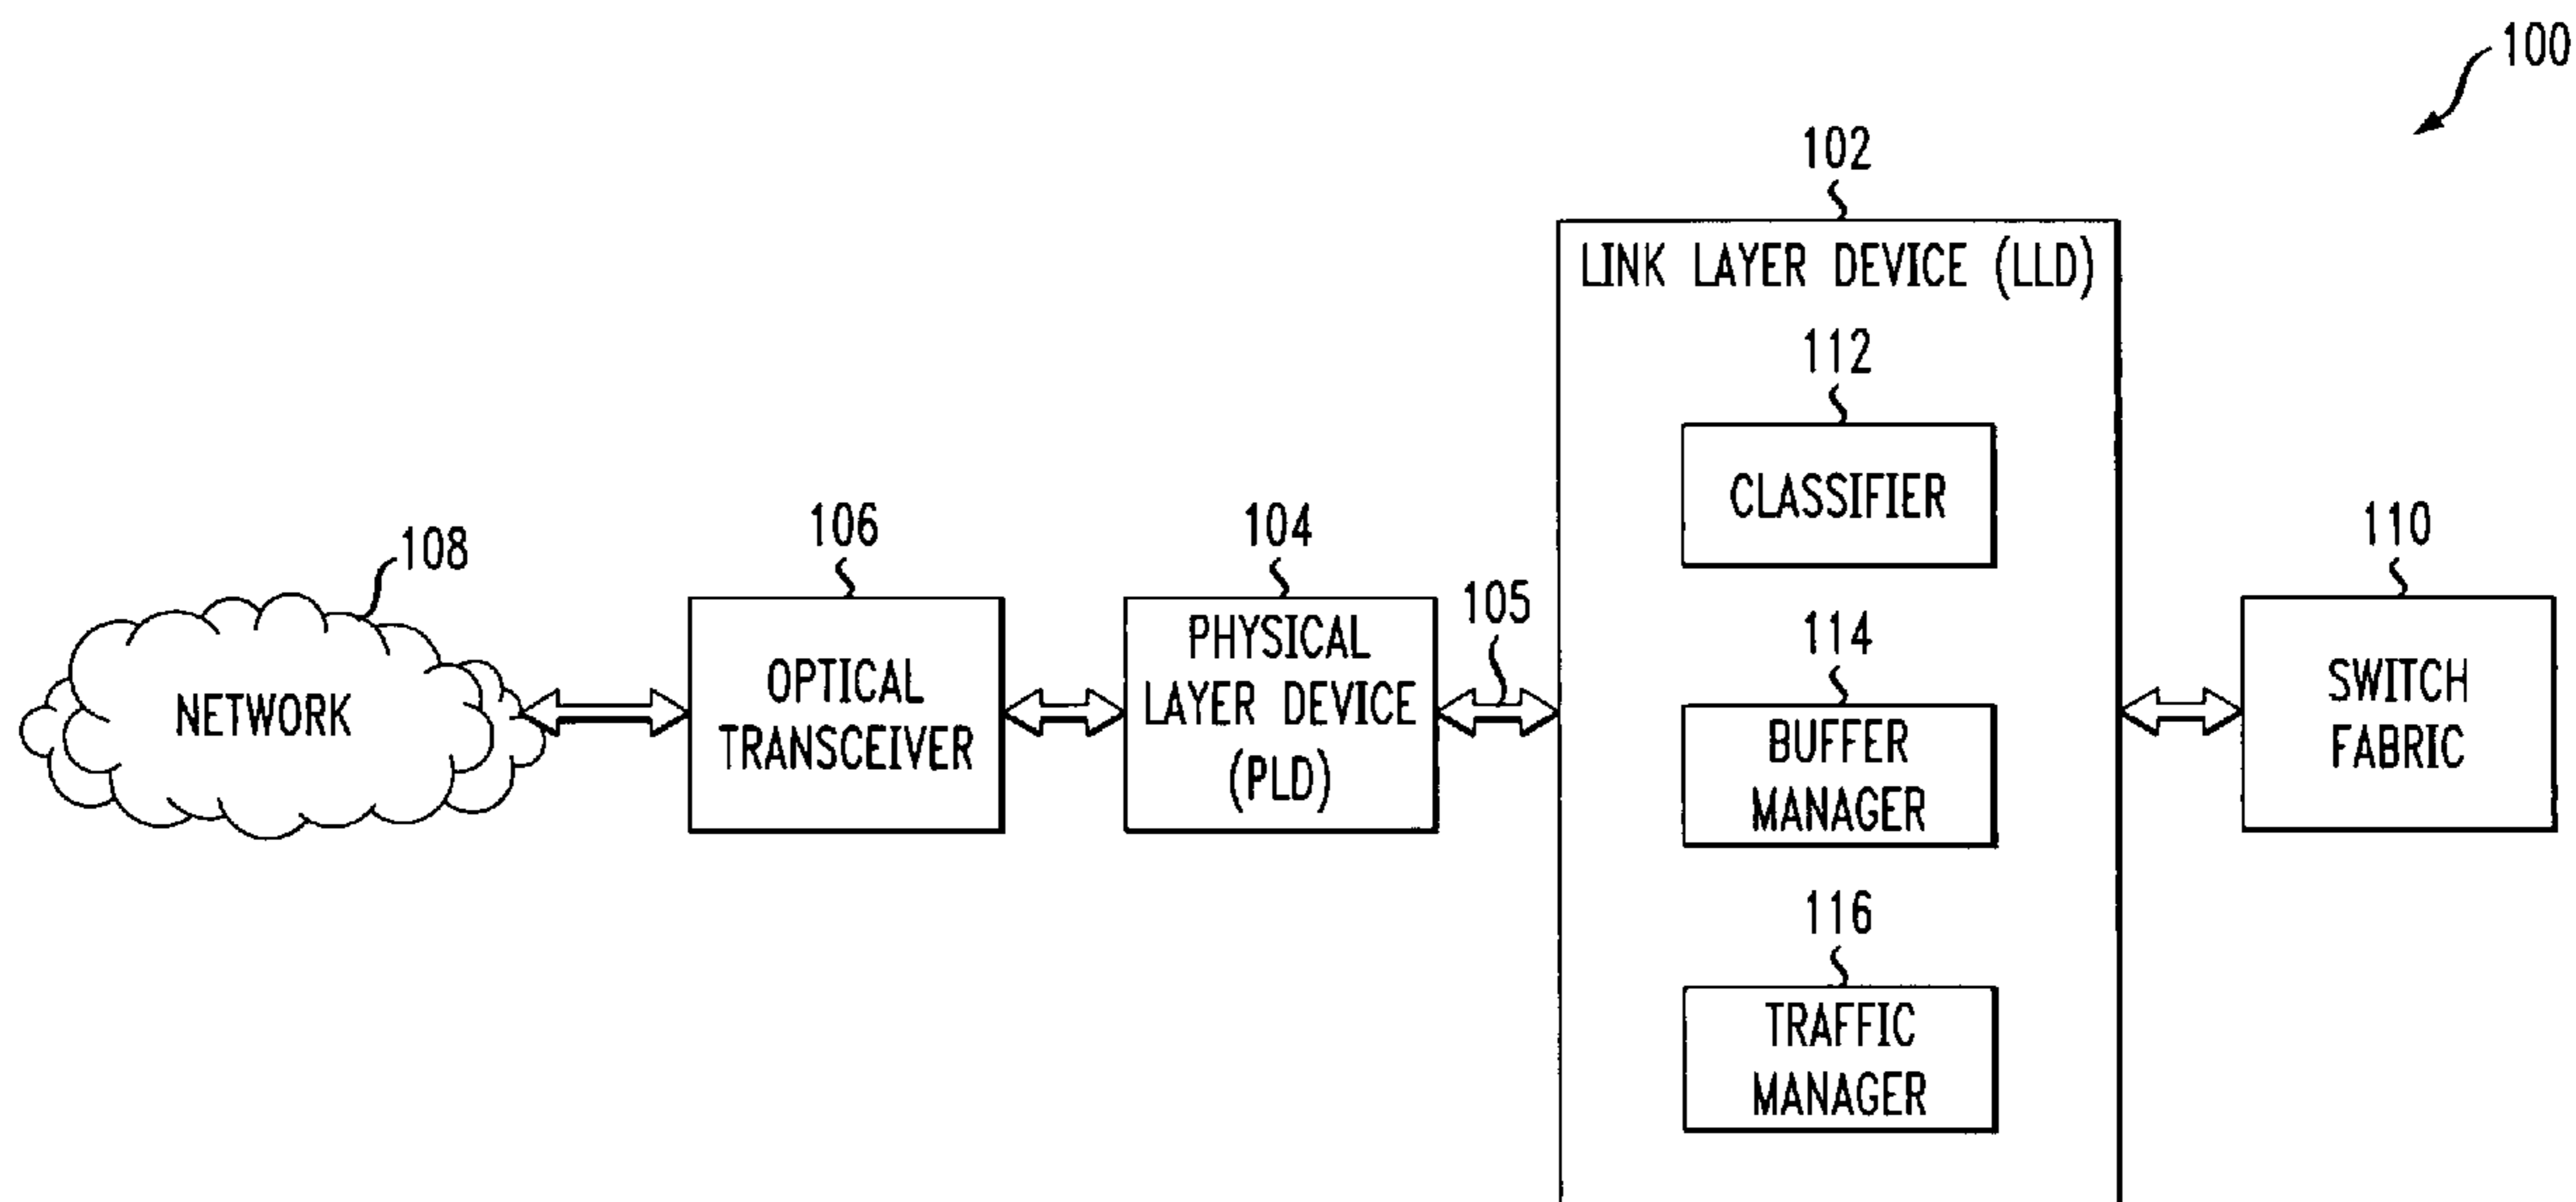 100
102
LINK LAYER DEVICE (LLD)
112
CLASSIFIER
108
NETWORK
106
OPTICAL
TRANSCEIVER
104
PHYSICAL
LAYER DEVICE
(PLD)
105
114
BUFFER
MANAGER
116
TRAFFIC
MANAGER
110
SWITCH
FABRIC